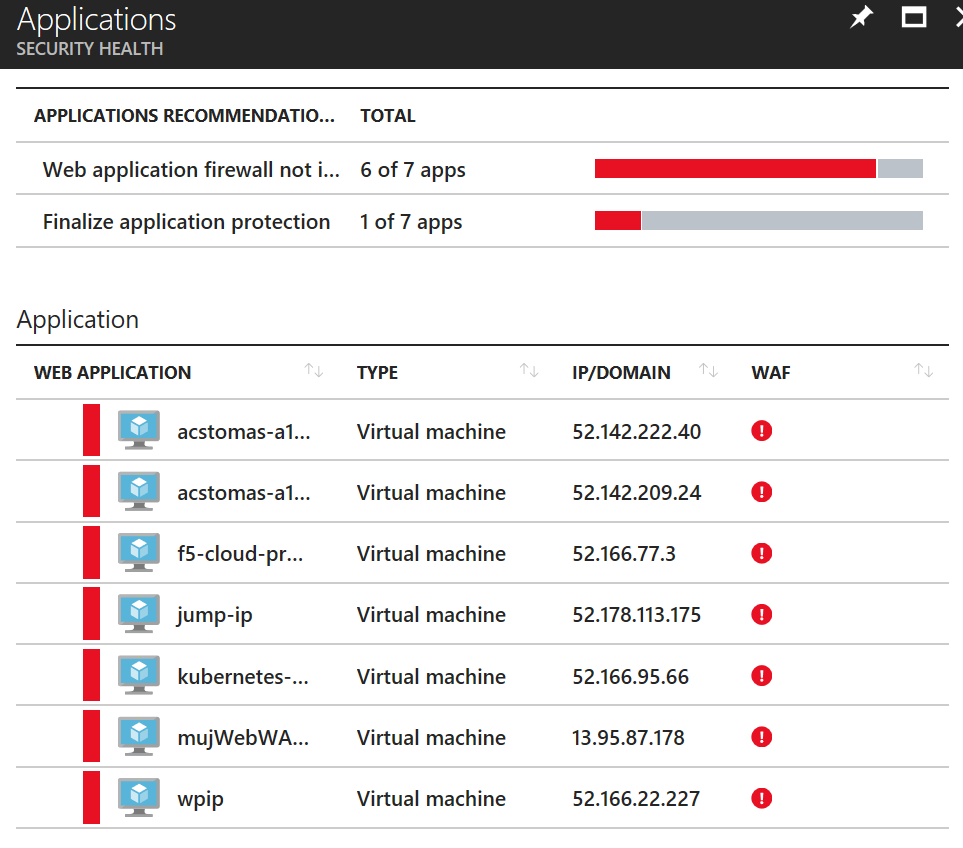 Applications
SECURITY HEALTH
APPLICATIONS RECOMMENDATIO... TOTAL
Web application firewall not i... 6 of 7 apps
Finalize application protection 1 of 7 apps
Application
WEB APPLICATION TYPE IP/DOMAIN WAF
acstomas-a1... Virtual machine 52.142.222.40
acstomas-a1... Virtual machine 52.142.209.24
f5-cloud-pr... Virtual machine 52.166.77.3
jump-ip Virtual machine 52.178.113.175
kubernetes-... Virtual machine 52.166.95.66
mujWebWA... Virtual machine 13.95.87.178
wpip Virtual machine 52.166.22.227